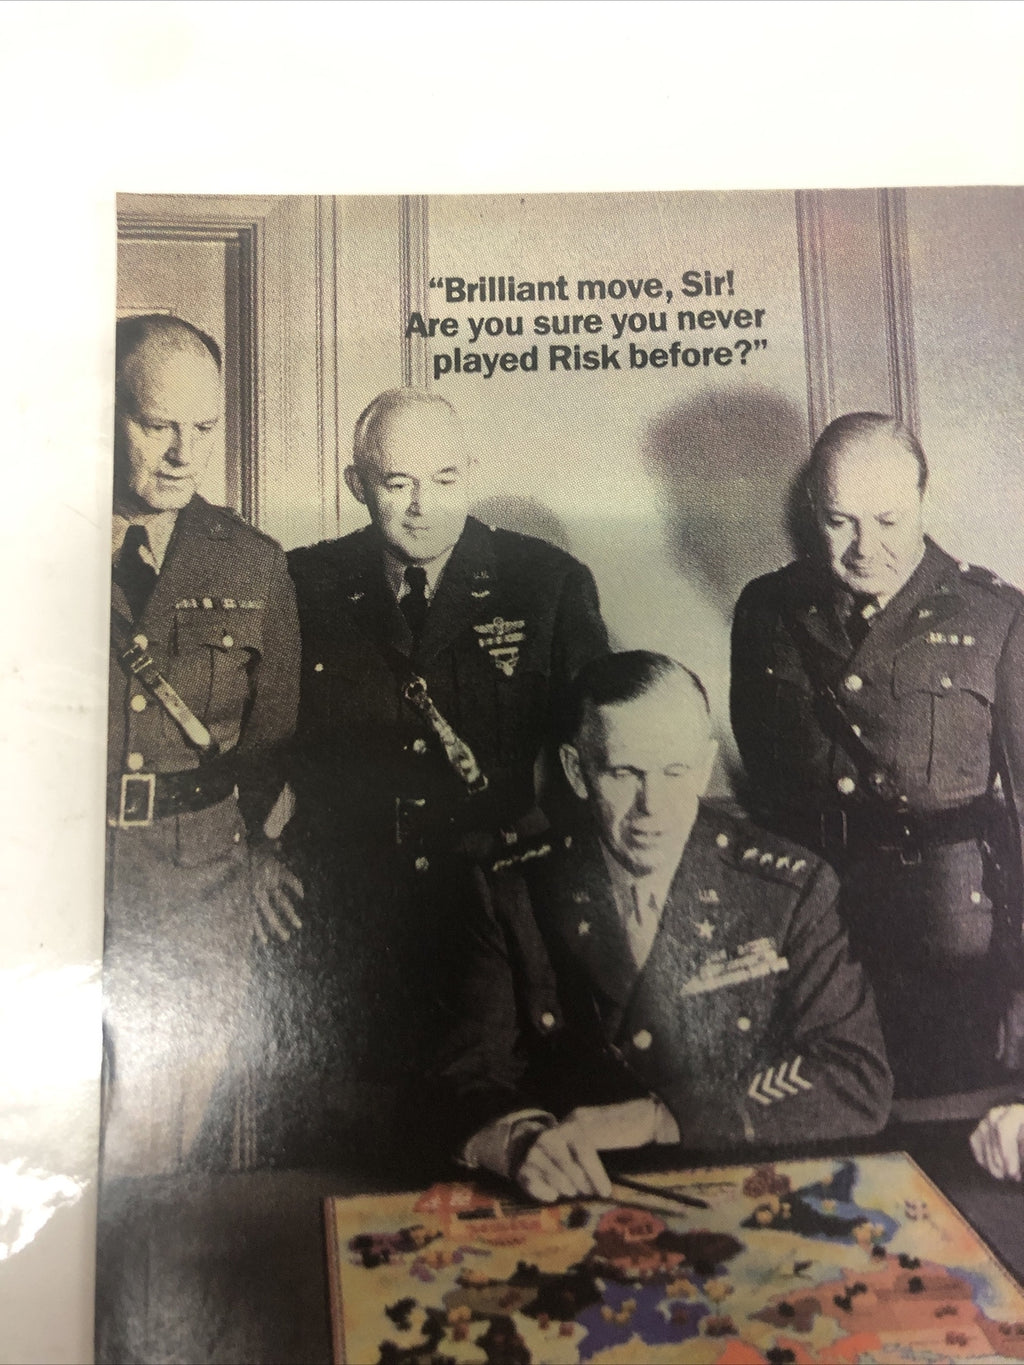 “Brilliant move, Sir!
Are you sure you never
played Risk before?”